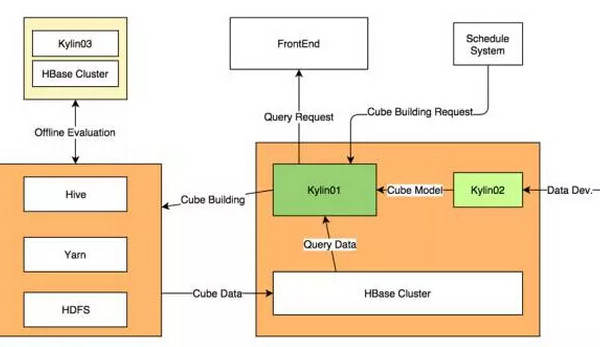 Kylin03
HBase Cluster
FrontEnd
Schedule
System
Offline Evaluation
Query Request
Cube Building Request
Hive
Cube Building
Kylin01
Cube Model
Kylin02
Data Dev.
Yarn
Query Data
HDFS
Cube Data
HBase Cluster